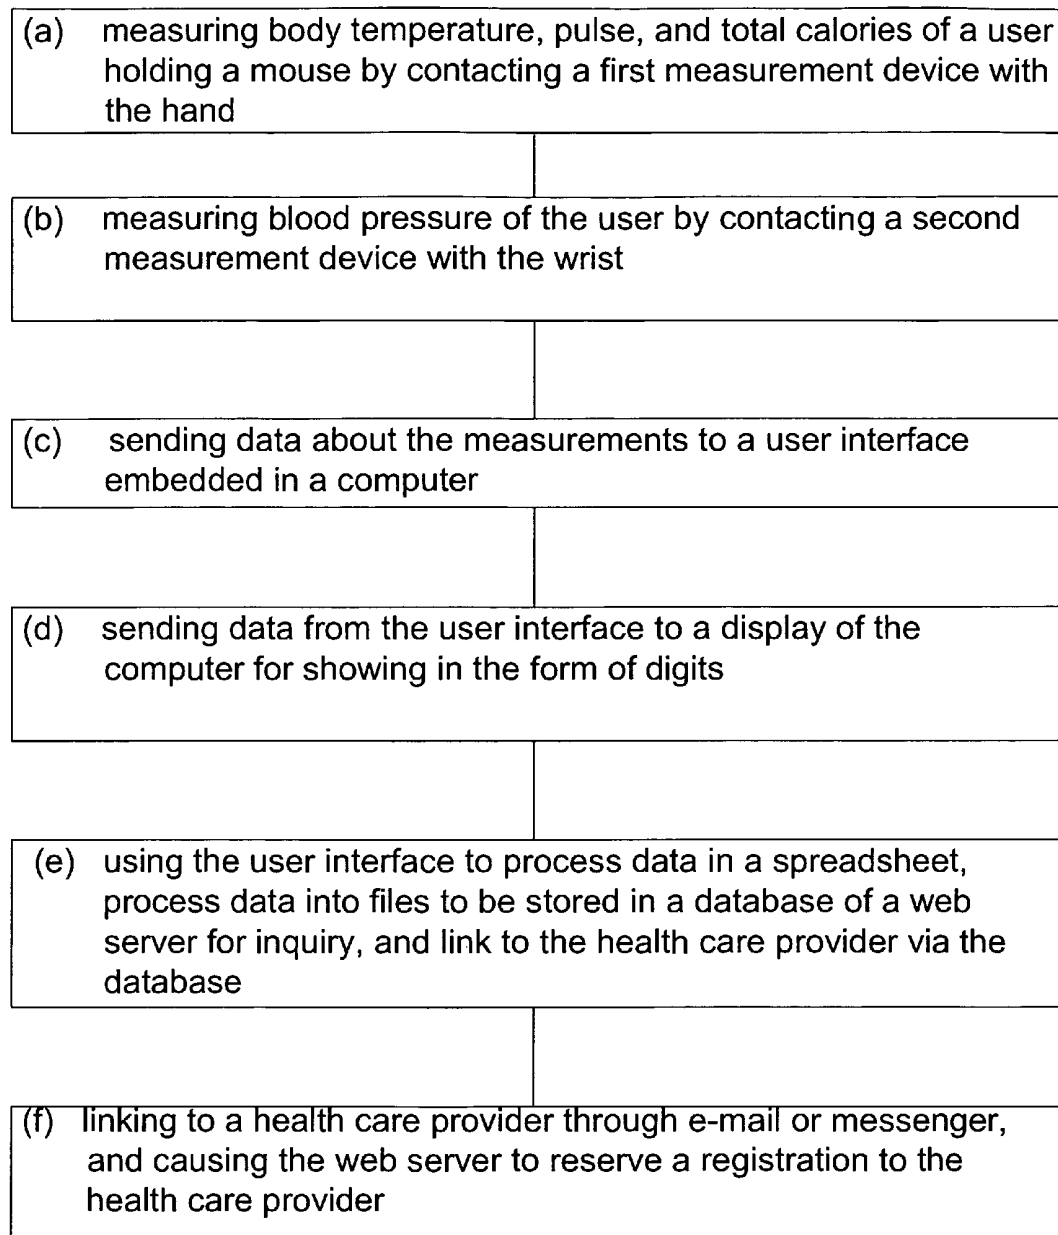 (a) measuring body temperature, pulse, and total calories of a user
holding a mouse by contacting a first measurement device with
the hand
(b) measuring blood pressure of the user by contacting a second
measurement device with the wrist
(c) sending data about the measurements to a user interface
embedded in a computer
(d) sending data from the user interface to a display of the
computer for showing in the form of digits
(e) using the user interface to process data in a spreadsheet,
process data into files to be stored in a database of a web
server for inquiry, and link to the health care provider via the
database
(f) linking to a health care provider through e-mail or messenger,
and causing the web server to reserve a registration to the
health care provider